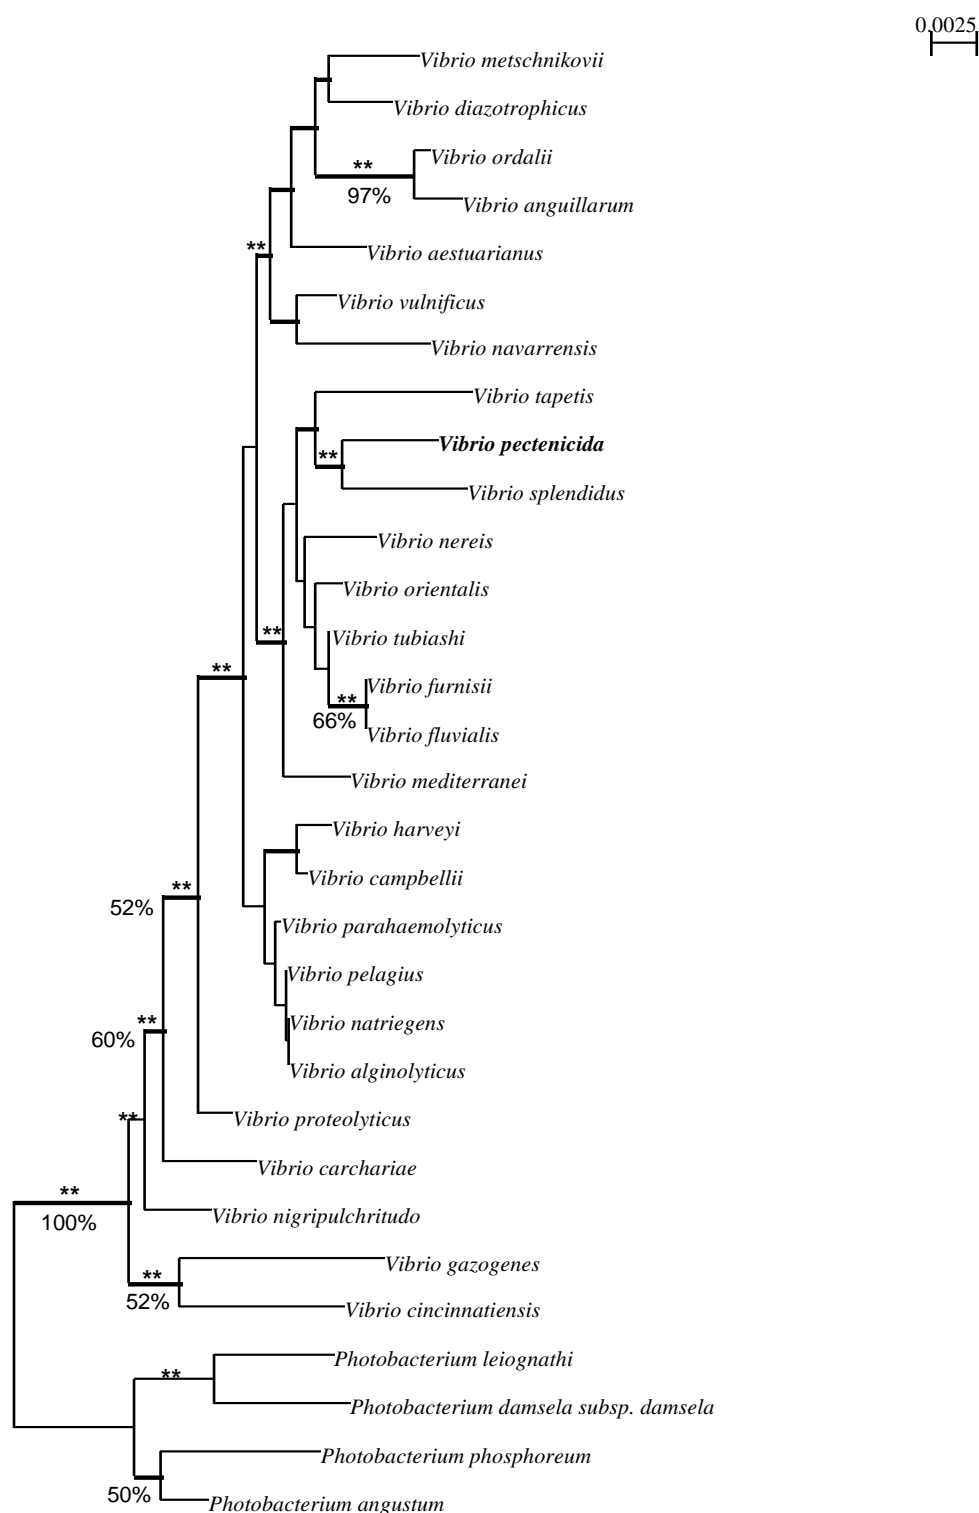 0.0025
Vibrio metschnikovii
Vibrio diazotrophicus
Vibrio ordalii
**
97%
Vibrio anguillarum
Vibrio aestuarianus
**
Vibrio vulnificus
Vibrio navarrensis
Vibrio tapetis
Vibrio pectenicida
**
Vibrio splendidus
Vibrio nereis
Vibrio orientalis
Vibrio tubiashi
**
**
Vibrio furnisii
**
66%
Vibrio fluvialis
Vibrio mediterranei
Vibrio harveyi
Vibrio campbellii
**
52%
Vibrio parahaemolyticus
Vibrio pelagius
Vibrio natriegens
**
60%
Vibrio alginolyticus
Vibrio proteolyticus
**
Vibrio carchariae
**
100%
Vibrio nigripulchritudo
Vibrio gazogenes
**
52%
Vibrio cincinnatiensis
Photobacterium leiognathi
**
Photobacterium damsela subsp. damsela
Photobacterium phosphoreum
50%
Photobacterium angustum